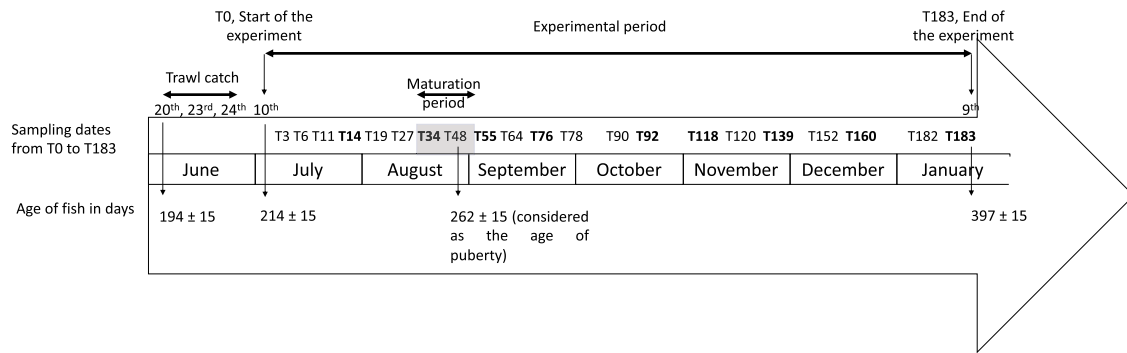 T0, Start of the
experiment
Experimental period
T183, End of
the experiment
Trawl catch
Maturation
period
20th, 23rd, 24th 10th
9th
Sampling dates
from T0 to T183
T3 T6 T11 T14 T19 T27 T34 T48 T55 T64 T76 T78 T90 T92 T118 T120 T139 T152 T160 T182 T183
June July August September October November December January
Age of fish in days
194 ± 15
214 ± 15
262 ± 15 (considered
as the age of
puberty)
397 ± 15